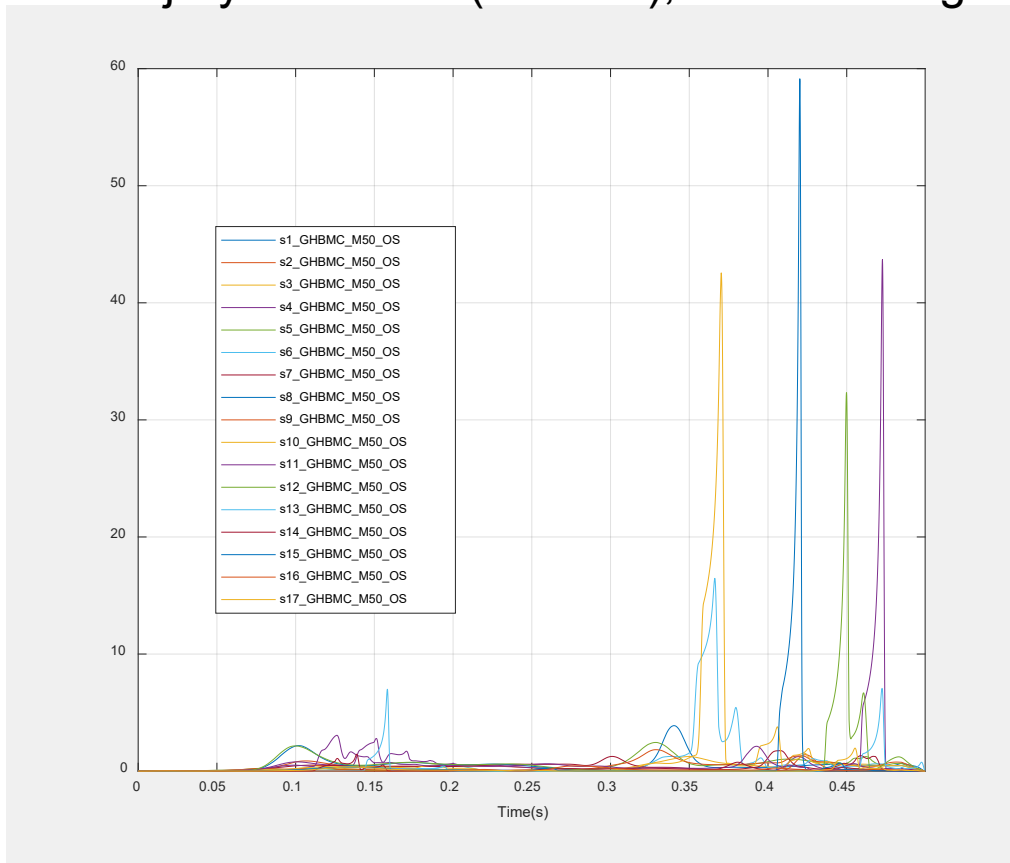 60
50
40
30
20
10
0
s1_GHBMC_M50_OS
s2_GHBMC_M50_OS
s3_GHBMC_M50_OS
s4_GHBMC_M50_OS
s5_GHBMC_M50_OS
s6_GHBMC_M50_OS
s7_GHBMC_M50_OS
s8_GHBMC_M50_OS
s9_GHBMC_M50_OS
s10_GHBMC_M50_OS
s11_GHBMC_M50_OS
s12_GHBMC_M50_OS
s13_GHBMC_M50_OS
s14_GHBMC_M50_OS
s15_GHBMC_M50_OS
s16_GHBMC_M50_OS
s17_GHBMC_M50_OS
0 0.05 0.1 0.15 0.2 0.25 0.3 0.35 0.4 0.45
Time(s)